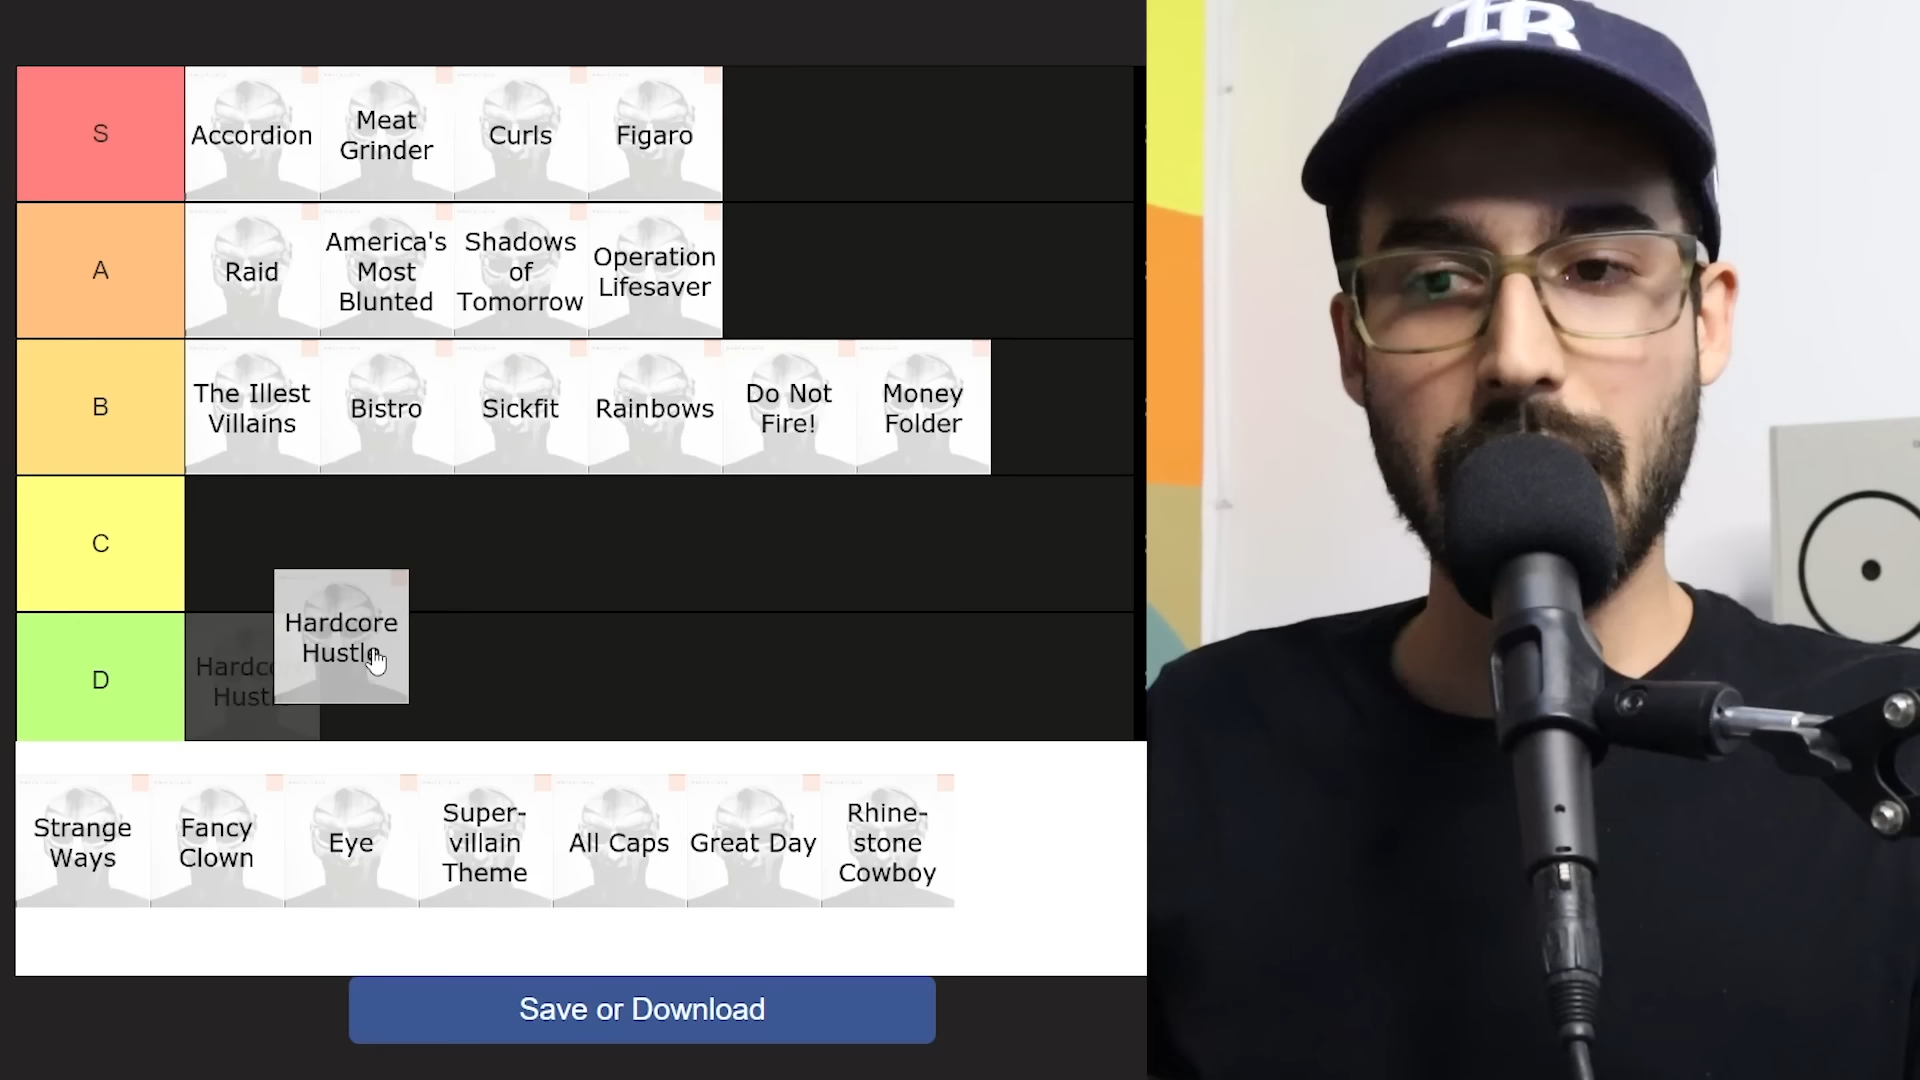 TR
S
Accordion
Meat
Grinder
Curls
Figaro
A
Raid
America's
Most
Blunted
Shadows
of
Tomorrow
Operation
Lifesaver
B
The Illest
Villains
Bistro
Sickfit
Rainbows
Do Not
Fire!
Money
Folder
C
Hardcore
Hustle
D
Strange
Ways
Fancy
Clown
Eye
Super-
villain
Theme
All Caps
Great Day
Rhine-
stone
Cowboy
Save or Download